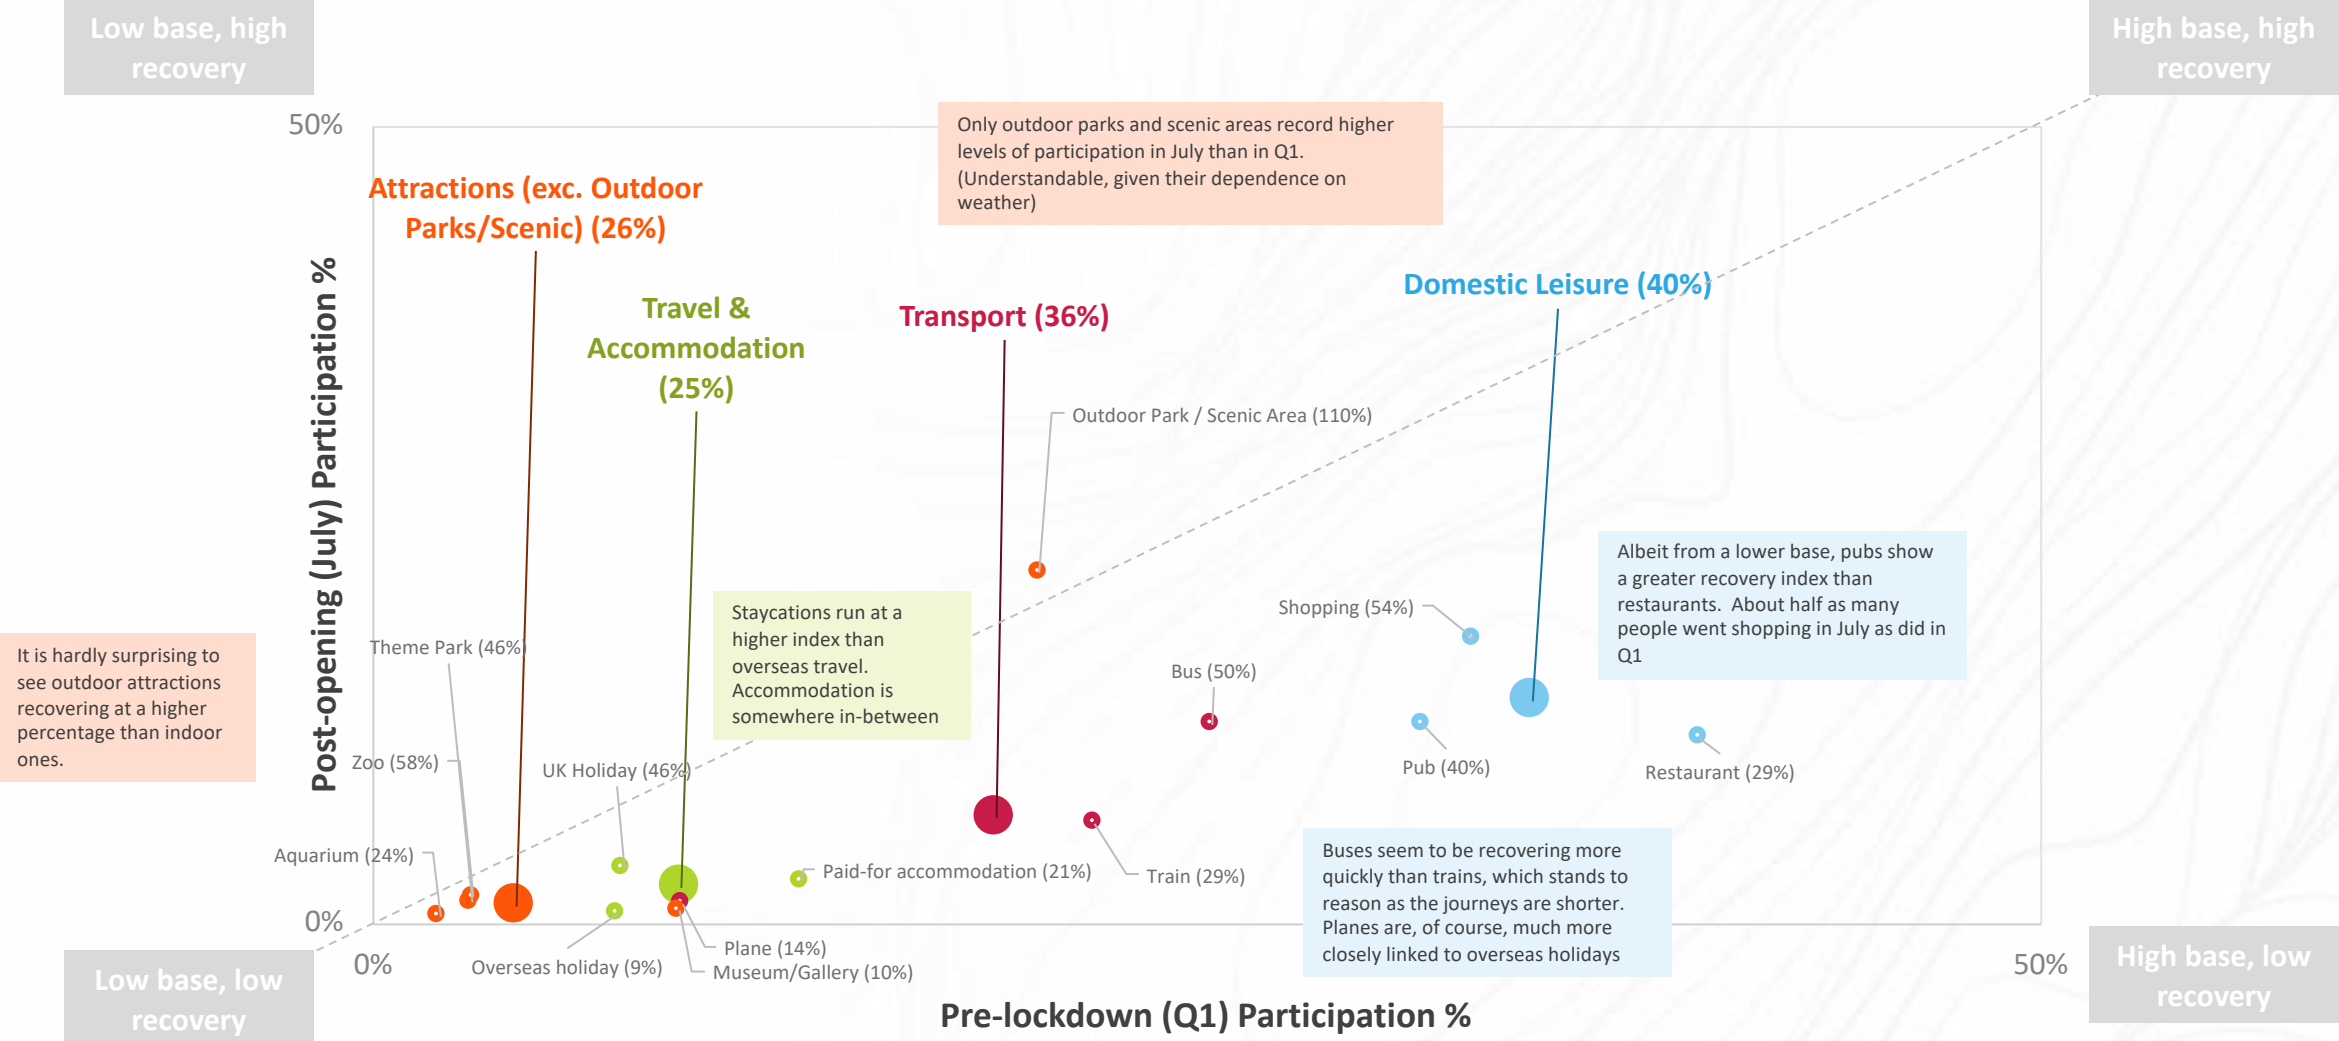 Low base, high
recovery
High base, high
recovery
50%
Only outdoor parks and scenic areas record higher
levels of participation in July than in Q1.
(Understandable, given their dependence on
weather)
Attractions (exc. Outdoor
Parks/Scenic) (26%)
Travel &
Accommodation
(25%)
Transport (36%)
Domestic Leisure (40%)
Outdoor Park / Scenic Area (110%)
Post-opening (July) Participation %
Albeit from a lower base, pubs show
a greater recovery index than
restaurants.  About half as many
people went shopping in July as did in
Q1
Staycations run at a
higher index than
overseas travel.
Accommodation is
somewhere in-between
Shopping (54%)
Theme Park (46%)
It is hardly surprising to
see outdoor attractions
recovering at a higher
percentage than indoor
ones.
Bus (50%)
Zoo (58%)
UK Holiday (46%)
Pub (40%)
Restaurant (29%)
Aquarium (24%)
Paid-for accommodation (21%)
Train (29%)
Buses seem to be recovering more
quickly than trains, which stands to
reason as the journeys are shorter.
Planes are, of course, much more
closely linked to overseas holidays
0%
Plane (14%)
Overseas holiday (9%)
Museum/Gallery (10%)
0%
50%
Low base, low
recovery
High base, low
recovery
Pre-lockdown (Q1) Participation %